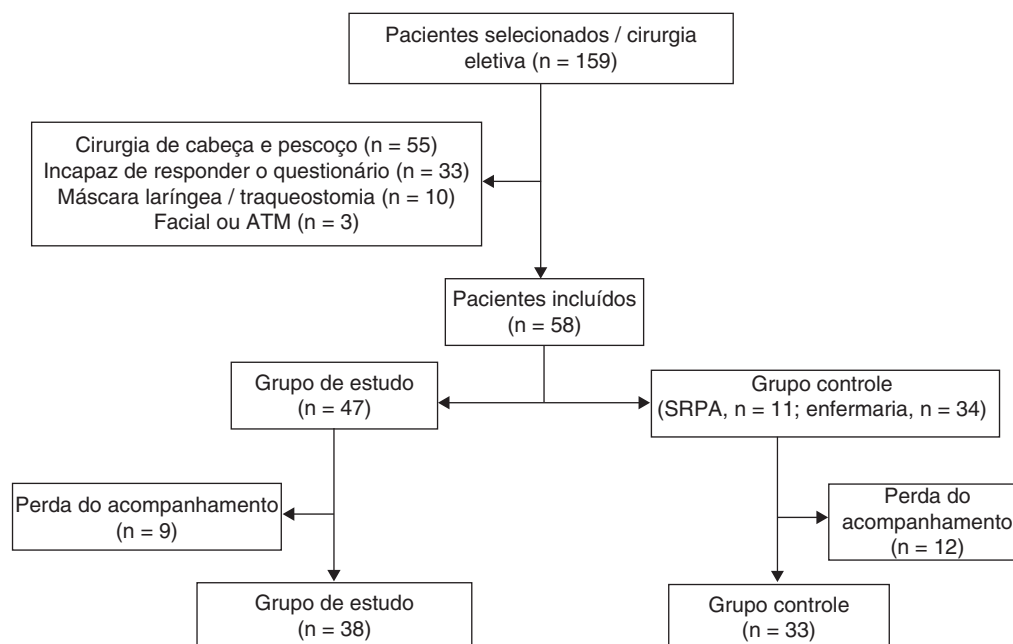 Pacientes selecionados / cirurgia
eletiva (n = 159)
Cirurgia de cabeça e pescoço (n = 55)
Incapaz de responder o questionário (n = 33)
Máscara laríngea / traqueostomia (n = 10)
Facial ou ATM (n = 3)
Pacientes incluídos
(n = 58)
Grupo de estudo
(n = 47)
Grupo controle
(SRPA, n = 11; enfermaria, n = 34)
Perda do acompanhamento
(n = 9)
Perda do
acompanhamento
(n = 12)
Grupo de estudo
(n = 38)
Grupo controle
(n = 33)